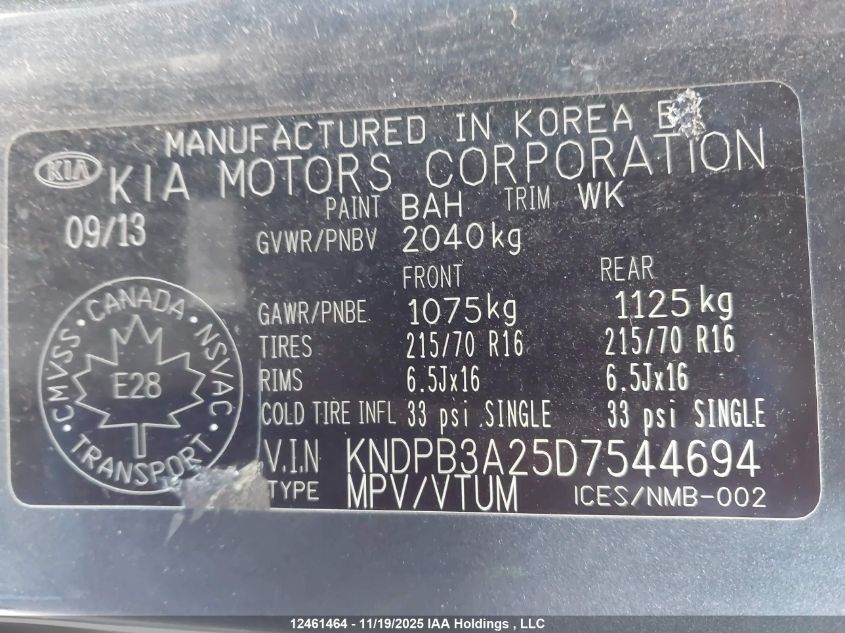 MANUFACTURED IN KOREA
KIA KIA MOTORS CORPORATION
09/13 PAINT BAH TRIM WK
GVWR/PNBV 2040kg
FRONT REAR
GAWR/PNBE 1075kg 1125kg
TIRES 215/70 R16 215/70 R16
RIMS 6.5Jx16 6.5Jx16
COLD TIRE INFL 33 psi SINGLE 33 psi SINGLE
V.I.N KNDPB3A25D7544694
TYPE MPV/VTUM ICES/NMB-002
CMVSS · CANADA · NSVAC · TRANSPORT ·
E28
12461464 - 11/19/2025 IAA Holdings , LLC